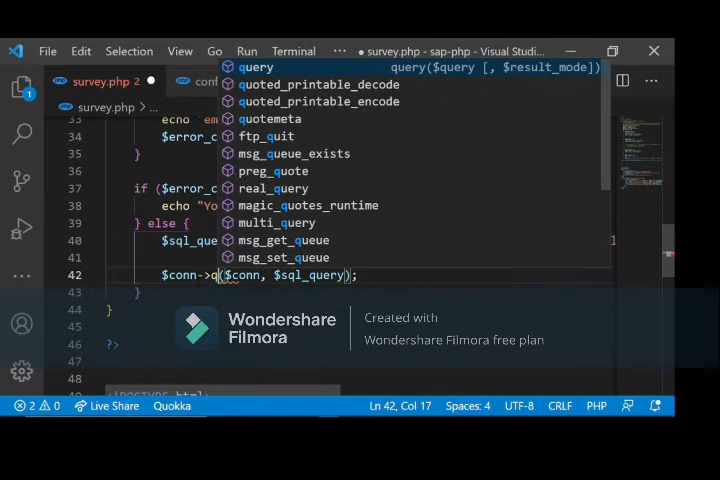 File Edit Selection View Go Run Terminal ··· ● survey.php - sap-php - Visual Studi...
survey.php 2 ● conf
survey.php > ...
query query($query [, $result_mode])
quoted_printable_decode
quoted_printable_encode
quotemeta
ftp_quit
msg_queue_exists
preg_quote
real_query
magic_quotes_runtime
multi_query
msg_get_queue
msg_set_queue
33 echo "em
34 $error_c
35 }
36
37 if ($error_c
38 echo "Yo
39 } else {
40 $sql_que
41
42 $conn->q($conn, $sql_query);
43 }
44 }
45
46 ?>
47
48
1
Wondershare
Filmora
Created with
Wondershare Filmora free plan
2 0 Live Share Quokka Ln 42, Col 17 Spaces: 4 UTF-8 CRLF PHP